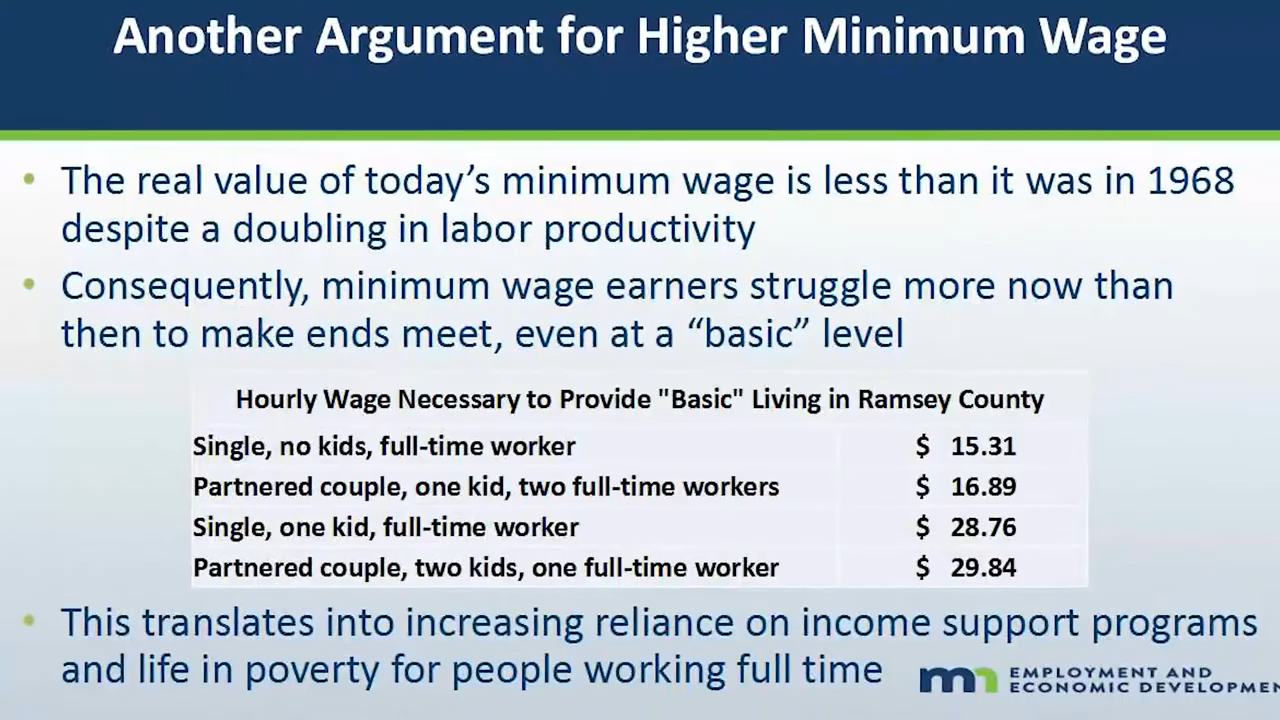 Another Argument for Higher Minimum Wage
• The real value of today’s minimum wage is less than it was in 1968
despite a doubling in labor productivity
• Consequently, minimum wage earners struggle more now than
then to make ends meet, even at a “basic” level
Hourly Wage Necessary to Provide "Basic" Living in Ramsey County
Single, no kids, full-time worker $ 15.31
Partnered couple, one kid, two full-time workers $ 16.89
Single, one kid, full-time worker $ 28.76
Partnered couple, two kids, one full-time worker $ 29.84
• This translates into increasing reliance on income support programs
and life in poverty for people working full time
mn EMPLOYMENT AND
ECONOMIC DEVELOPMEN